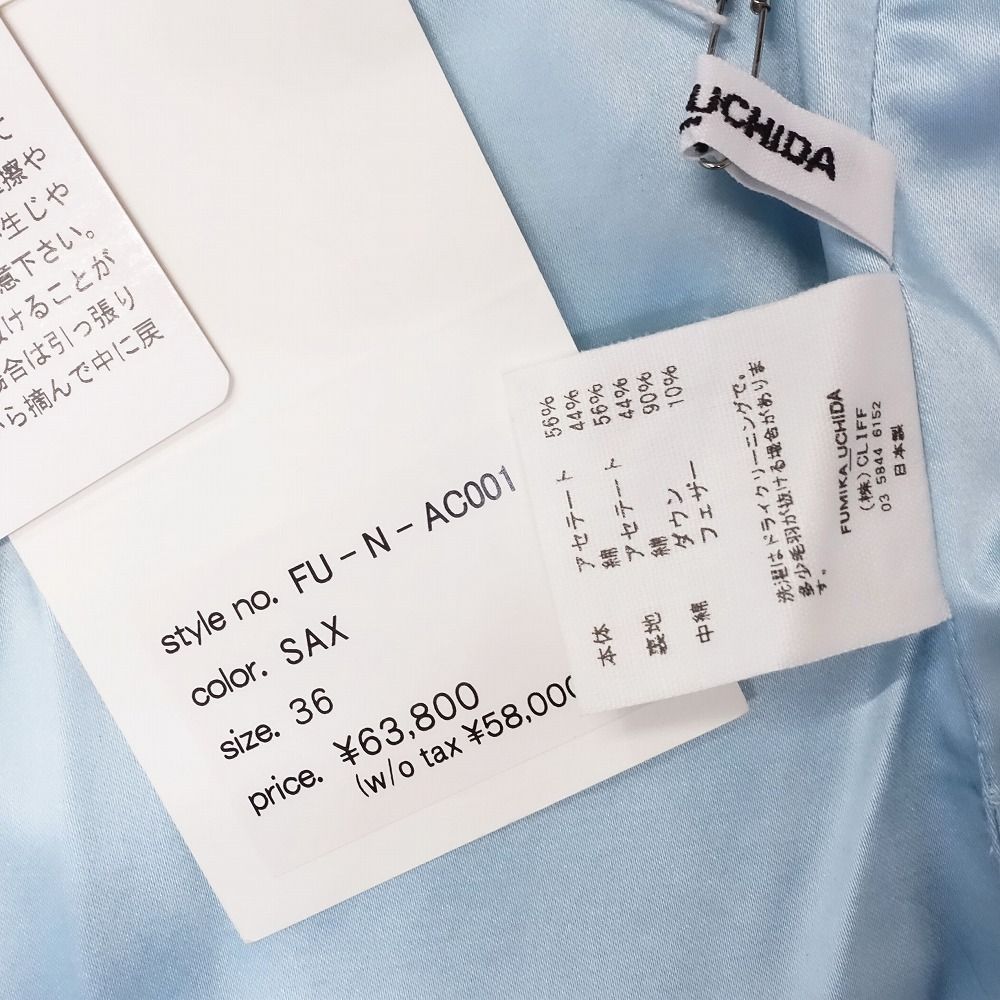 て
擦や
生じや
意下さい。
けることが
場合は引っ張り
ら摘んで中に戻
style no. FU-N-AC001
color. SAX
size. 36
price. ¥63,800
(w/o tax ¥58,000
UCHIDA
本体 アセテート 56%
綿 44%
裏地 アセテート 56%
綿 44%
中綿 ダウン 90%
フェザー 10%
洗濯はドライクリーニングで。
多少毛羽が抜ける場合がありま
す。
FUMIKA_UCHIDA
(株)CLIFF
03 5844 6152
日本製